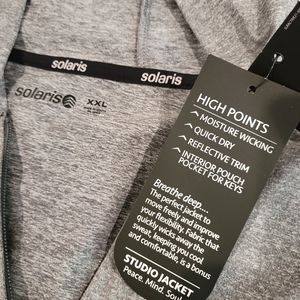 solaris
solaris
solaris
XXL
HIGH POINTS
MOISTURE WICKING
QUICK DRY
REFLECTIVE TRIM
INTERIOR POUCH
POCKET FOR KEYS
Breathe deep....
The perfect jacket to
move freely and improve
your flexibility. Fabric that
quickly wicks away the
sweat, keeping you cool
and comfortable, is a bonus
STUDIO JACKET
Peace. Mind. Soul